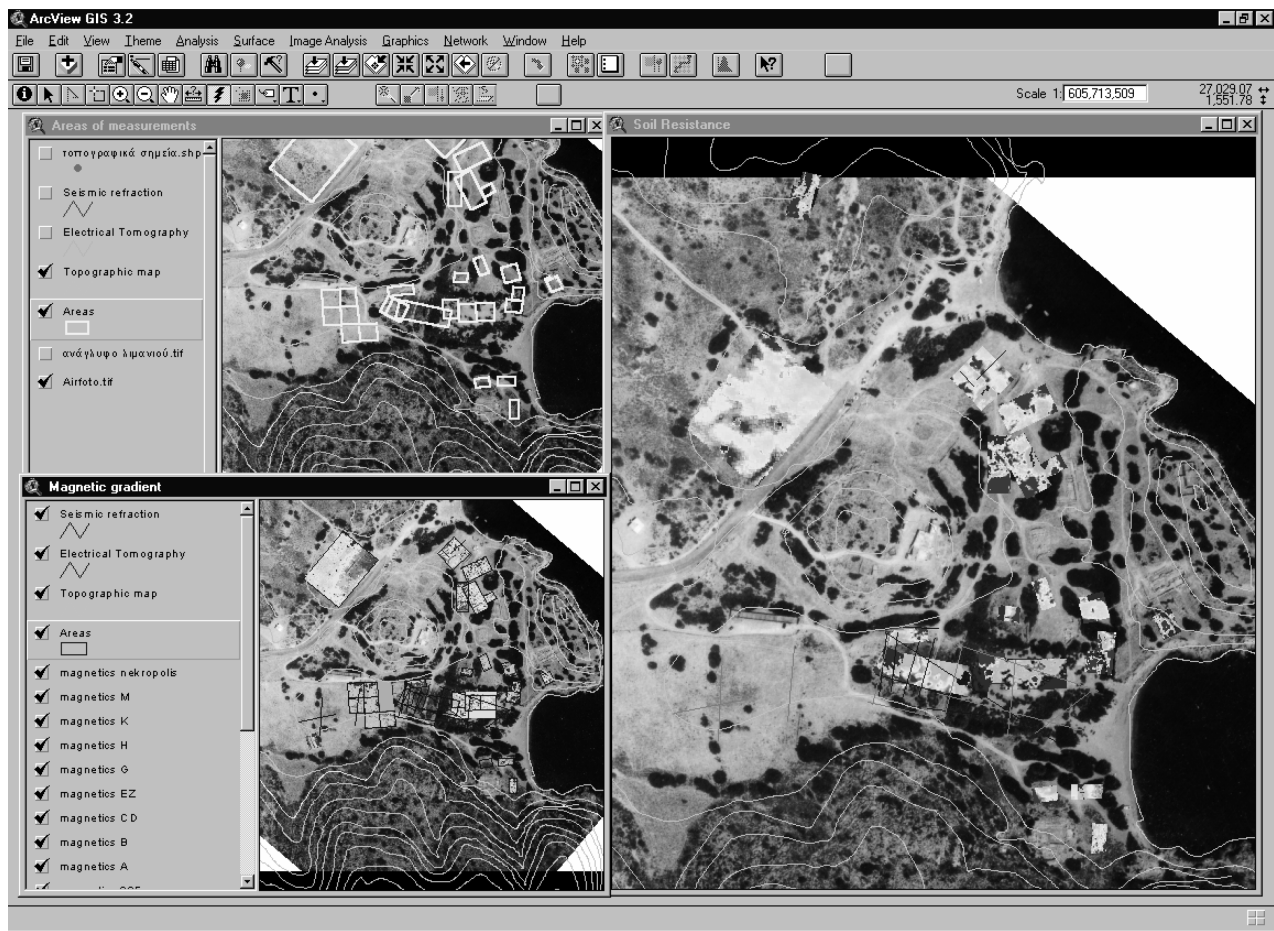 ArcView GIS 3.2
File Edit View Theme Analysis Surface Image Analysis Graphics Network Window Help
Scale 1: 605,713,509
27,029.07
1,551.78
Areas of measurements
τοπογραφικά σημεία.shp
Seismic refraction
Electrical Tomography
Topographic map
Areas
ανάγλυφο λιμανιού.tif
Airfoto.tif
Soil Resistance
Magnetic gradient
Seismic refraction
Electrical Tomography
Topographic map
Areas
magnetics nekropolis
magnetics M
magnetics K
magnetics H
magnetics G
magnetics EZ
magnetics CD
magnetics B
magnetics A